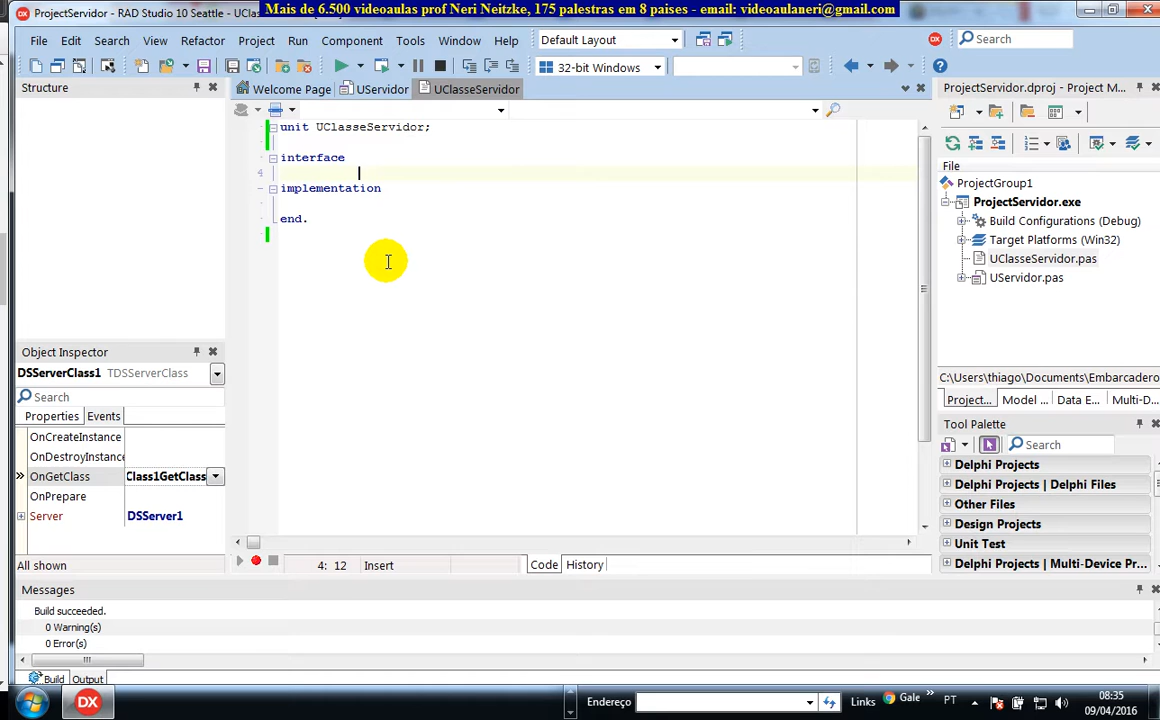 ProjectServidor - RAD Studio 10 Seattle - UCl
Mais de 6.500 videoaulas prof Neri Neitzke, 175 palestras em 8 paises - email: videoaulaneri@gmail.com
File Edit Search View Refactor Project Run Component Tools Window Help
Default Layout
Search
32-bit Windows
Structure
Welcome Page UServidor UClasseServidor
ProjectServidor.dproj - Project M...
unit UClasseServidor;
interface
4
implementation
end.
File
ProjectGroup1
ProjectServidor.exe
Build Configurations (Debug)
Target Platforms (Win32)
UClasseServidor.pas
UServidor.pas
C:\Users\thiago\Documents\Embarcadero
Project... Model ... Data E... Multi-D...
Object Inspector
DSServerClass1 TDSServerClass
Search
Properties Events
OnCreateInstance
OnDestroyInstance
OnGetClass Class1GetClass
OnPrepare
Server DSServer1
All shown
Tool Palette
Search
Delphi Projects
Delphi Projects | Delphi Files
Other Files
Design Projects
Unit Test
Delphi Projects | Multi-Device Pr...
4: 12 Insert
Code History
Messages
Build succeeded.
0 Warning(s)
0 Error(s)
Build Output
DX
Endereço
Links
Gale
PT
08:35
09/04/2016